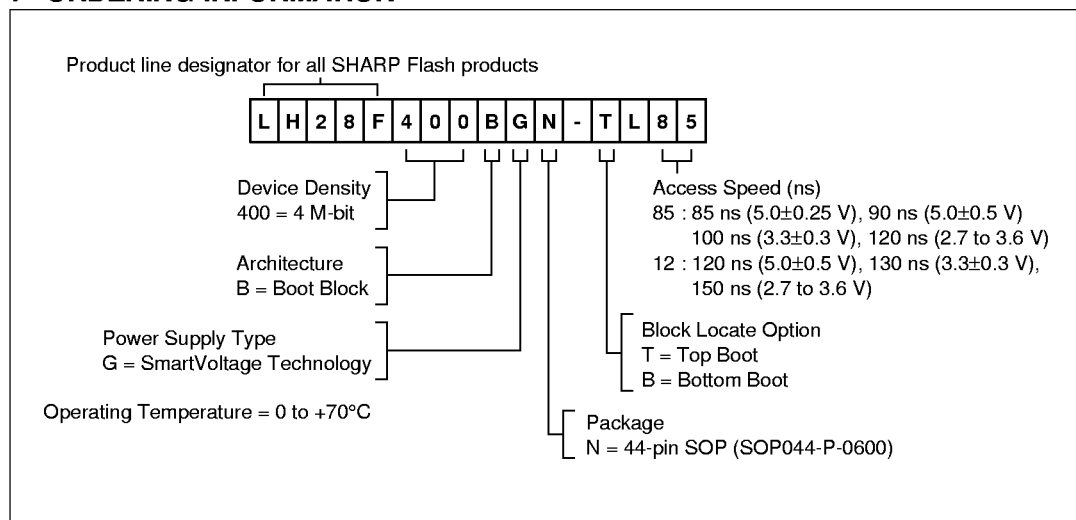 Product line designator for all SHARP Flash products
L H 2 8 F 4 0 0 B G N - T L 8 5
Device Density
400 = 4 M-bit
Architecture
B = Boot Block
Power Supply Type
G = SmartVoltage Technology
Operating Temperature = 0 to +70°C
Access Speed (ns)
85 : 85 ns (5.0±0.25 V), 90 ns (5.0±0.5 V)
100 ns (3.3±0.3 V), 120 ns (2.7 to 3.6 V)
12 : 120 ns (5.0±0.5 V), 130 ns (3.3±0.3 V),
150 ns (2.7 to 3.6 V)
Block Locate Option
T = Top Boot
B = Bottom Boot
Package
N = 44-pin SOP (SOP044-P-0600)